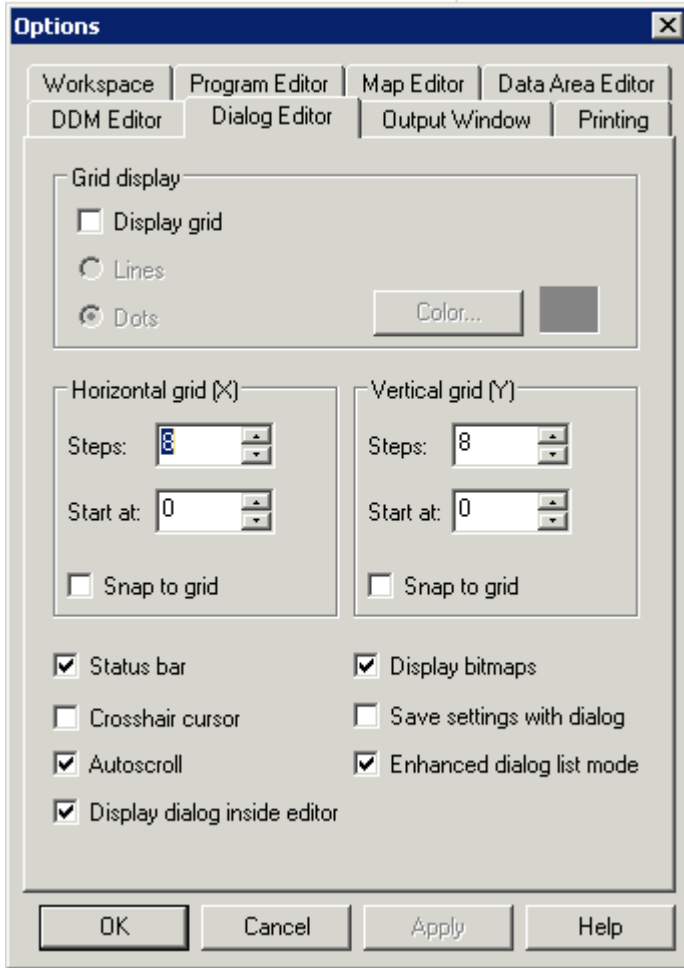 Options
Workspace Program Editor Map Editor Data Area Editor
DDM Editor Dialog Editor Output Window Printing
Grid display
Display grid
Lines
Dots Color...
Horizontal grid (X) Vertical grid (Y)
Steps: 8 Steps: 8
Start at: 0 Start at: 0
Snap to grid Snap to grid
Status bar Display bitmaps
Crosshair cursor Save settings with dialog
Autoscroll Enhanced dialog list mode
Display dialog inside editor
OK Cancel Apply Help